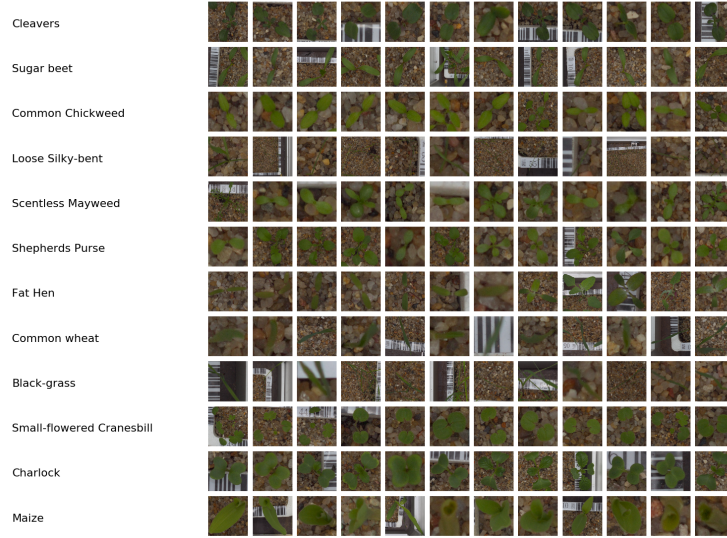 Cleavers
Sugar beet
Common Chickweed
Loose Silky-bent
Scentless Mayweed
Shepherds Purse
Fat Hen
Common wheat
Black-grass
Small-flowered Cranesbill
Charlock
Maize